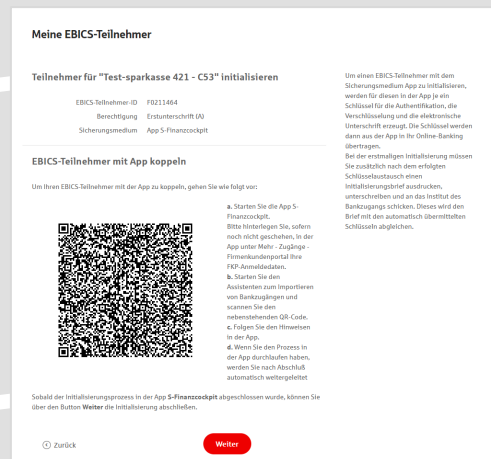 Meine EBICS-Teilnehmer
Teilnehmer für "Test-sparkasse 421 - C53" initialisieren
EBICS-Teilnehmer-ID F0211464
Berechtigung Erstunterschrift (A)
Sicherungsmedium App S-Finanzcockpit
EBICS-Teilnehmer mit App koppeln
Um Ihren EBICS-Teilnehmer mit der App zu koppeln, gehen Sie wie folgt vor:
a. Starten Sie die App S-
Finanzcockpit.
Bitte hinterlegen Sie, sofern
noch nicht geschehen, in der
App unter Mehr - Zugänge -
Firmenkundenportal Ihre
FKP-Anmeldedaten.
b. Starten Sie den
Assistenten zum Importieren
von Bankzugängen und
scannen Sie den
nebenstehenden QR-Code.
c. Folgen Sie den Hinweisen
in der App.
d. Wenn Sie den Prozess in
der App durchlaufen haben,
werden Sie nach Abschluß
automatisch weitergeleitet
Sobald der Initialisierungsprozess in der App S-Finanzcockpit abgeschlossen wurde, können Sie
über den Button Weiter die Initialisierung abschließen.
Zurück
Weiter
Um einen EBICS-Teilnehmer mit dem
Sicherungsmedium App zu initialisieren,
werden für diesen in der App je ein
Schlüssel für die Authentifikation, die
Verschlüsselung und die elektronische
Unterschrift erzeugt. Die Schlüssel werden
dann aus der App in Ihr Online-Banking
übertragen.
Bei der erstmaligen Initialisierung müssen
Sie zusätzlich nach dem erfolgten
Schlüsselaustausch einen
Initialisierungsbrief ausdrucken,
unterschreiben und an das Institut des
Bankzugangs schicken. Dieses wird den
Brief mit den automatisch übermittelten
Schlüsseln abgleichen.